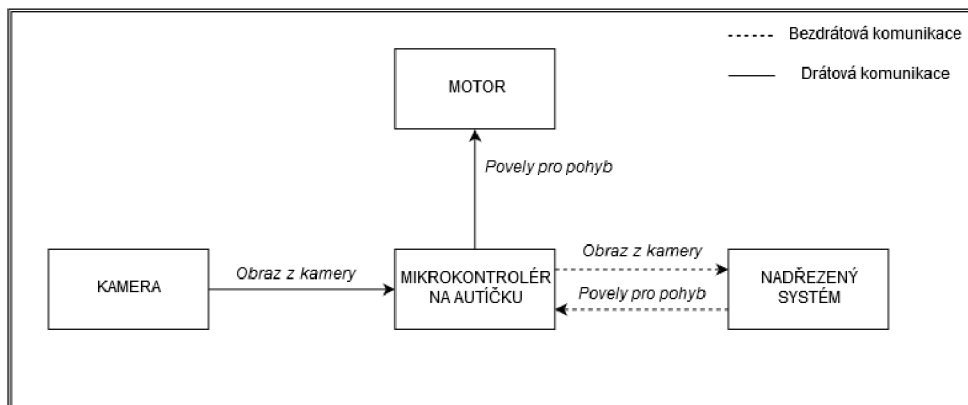 Bezdrátová komunikace
Drátová komunikace
MOTOR
Povely pro pohyb
KAMERA
Obraz z kamery
MIKROKONTROLÉR
NA AUTÍČKU
Obraz z kamery
Povely pro pohyb
NADŘEZENÝ
SYSTÉM